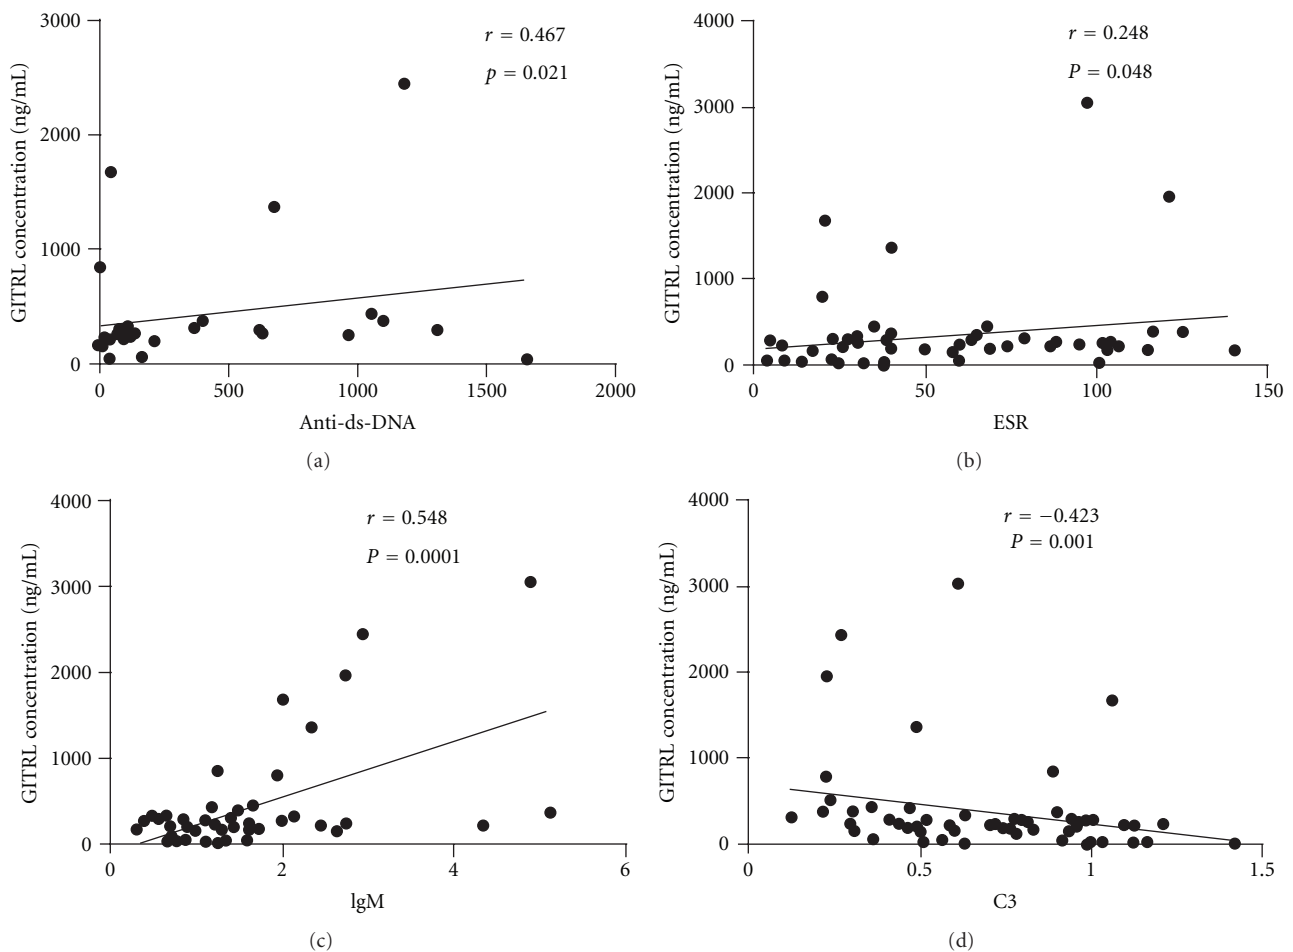 r = 0.467
p = 0.021
GITRL concentration (ng/mL)
3000
2000
1000
0
0 500 1000 1500 2000
Anti-ds-DNA
(a)
r = 0.248
P = 0.048
GITRL concentration (ng/mL)
4000
3000
2000
1000
0
0 50 100 150
ESR
(b)
r = 0.548
P = 0.0001
GITRL concentration (ng/mL)
4000
3000
2000
1000
0
0 2 4 6
lgM
(c)
r = −0.423
P = 0.001
GITRL concentration (ng/mL)
4000
3000
2000
1000
0
0 0.5 1 1.5
C3
(d)